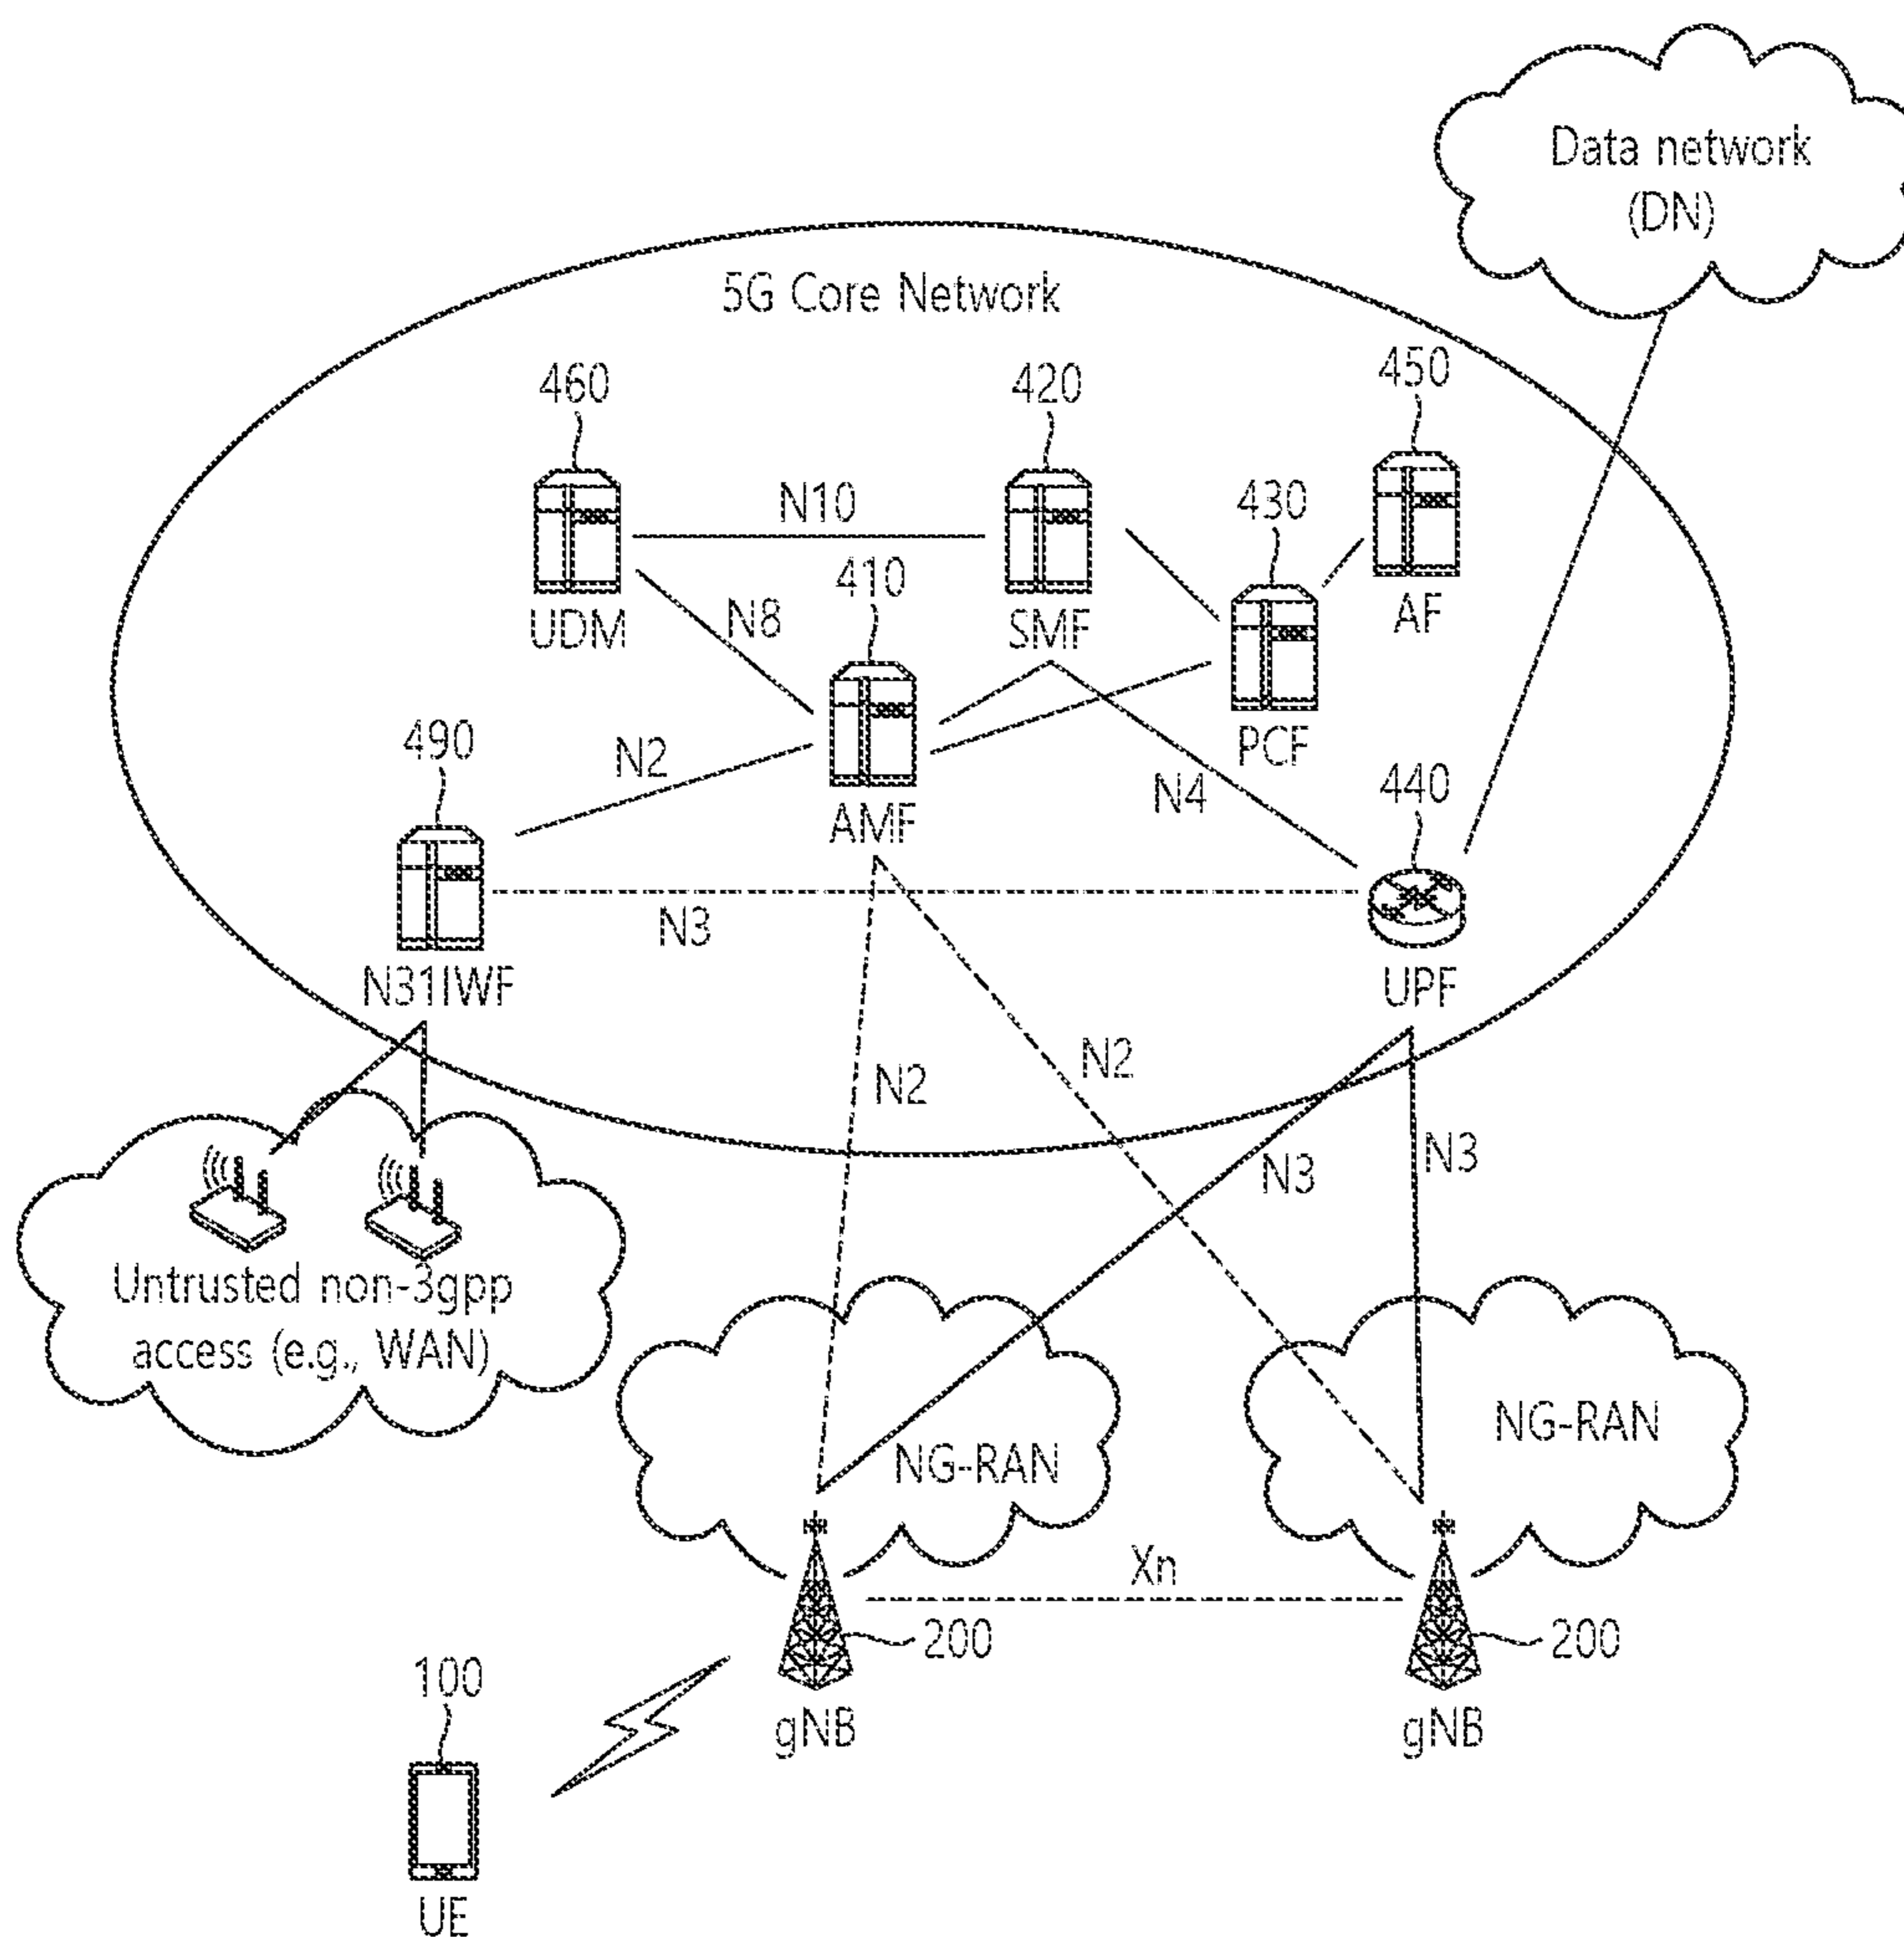 Data network
(DN)
5G Core Network
460
420
450
N10
430
410
UDM
N8
SMF
AF
490
N2
PCF
N4
440
AMF
N3
N31IWF
UPF
N2
N2
N3
N3
Untrusted non-3gpp
access (e.g., WAN)
NG-RAN
NG-RAN
Xn
200
200
100
gNB
gNB
UE